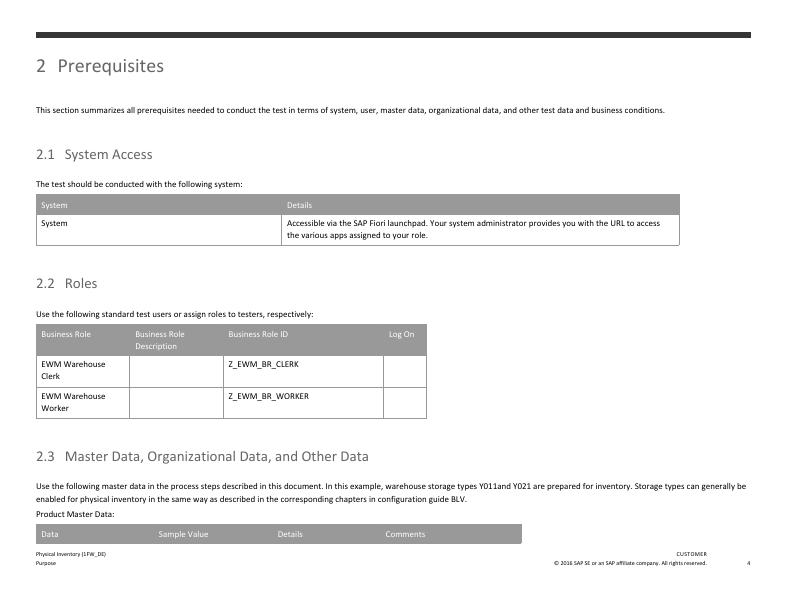 2 Prerequisites
This section summarizes all prerequisites needed to conduct the test in terms of system, user, master data, organizational data, and other test data and business conditions.
2.1 System Access
The test should be conducted with the following system:
System Details
System Accessible via the SAP Fiori launchpad. Your system administrator provides you with the URL to access
the various apps assigned to your role.
2.2 Roles
Use the following standard test users or assign roles to testers, respectively:
Business Role Business Role Business Role ID Log On
Description
EWM Warehouse Z_EWM_BR_CLERK
Clerk
EWM Warehouse Z_EWM_BR_WORKER
Worker
2.3 Master Data, Organizational Data, and Other Data
Use the following master data in the process steps described in this document. In this example, warehouse storage types Y011and Y021 are prepared for inventory. Storage types can generally be
enabled for physical inventory in the same way as described in the corresponding chapters in configuration guide BLV.
Product Master Data:
Data Sample Value Details Comments
Physical Inventory (1FW_DE) CUSTOMER
Purpose © 2016 SAP SE or an SAP affiliate company. All rights reserved. 4